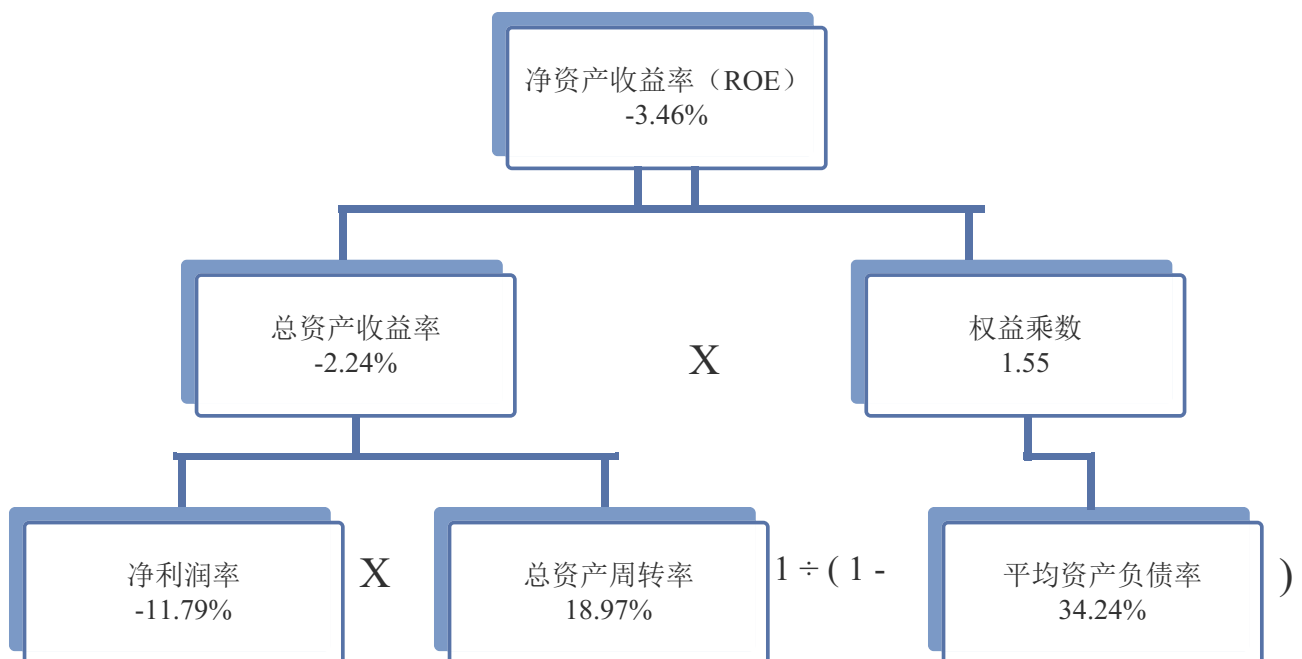 净资产收益率（ROE）
-3.46%
总资产收益率
-2.24%
X
权益乘数
1.55
净利润率
-11.79%
X
总资产周转率
18.97%
1 ÷ ( 1 -
平均资产负债率
34.24%
)